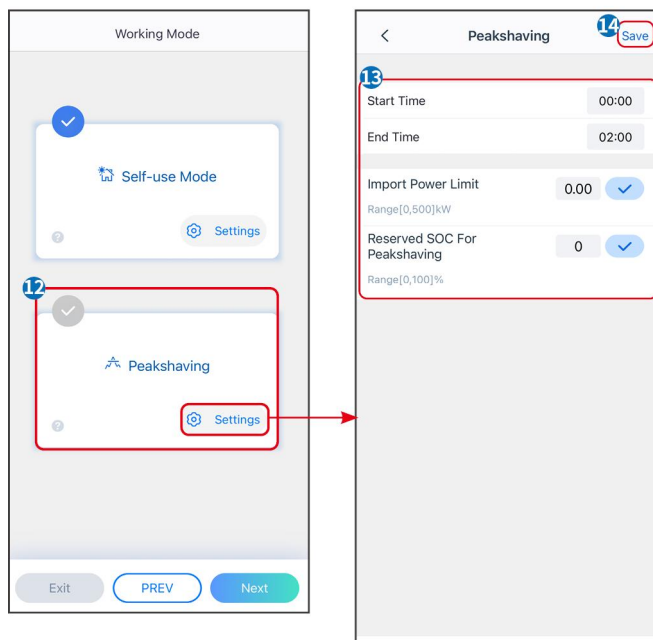 Working Mode
Self-use Mode
Settings
12
Peakshaving
Settings
Exit
PREV
Next
Peakshaving
14
Save
13
Start Time
00:00
End Time
02:00
Import Power Limit
0.00
Range[0,500]kW
Reserved SOC For
Peakshaving
0
Range[0,100]%